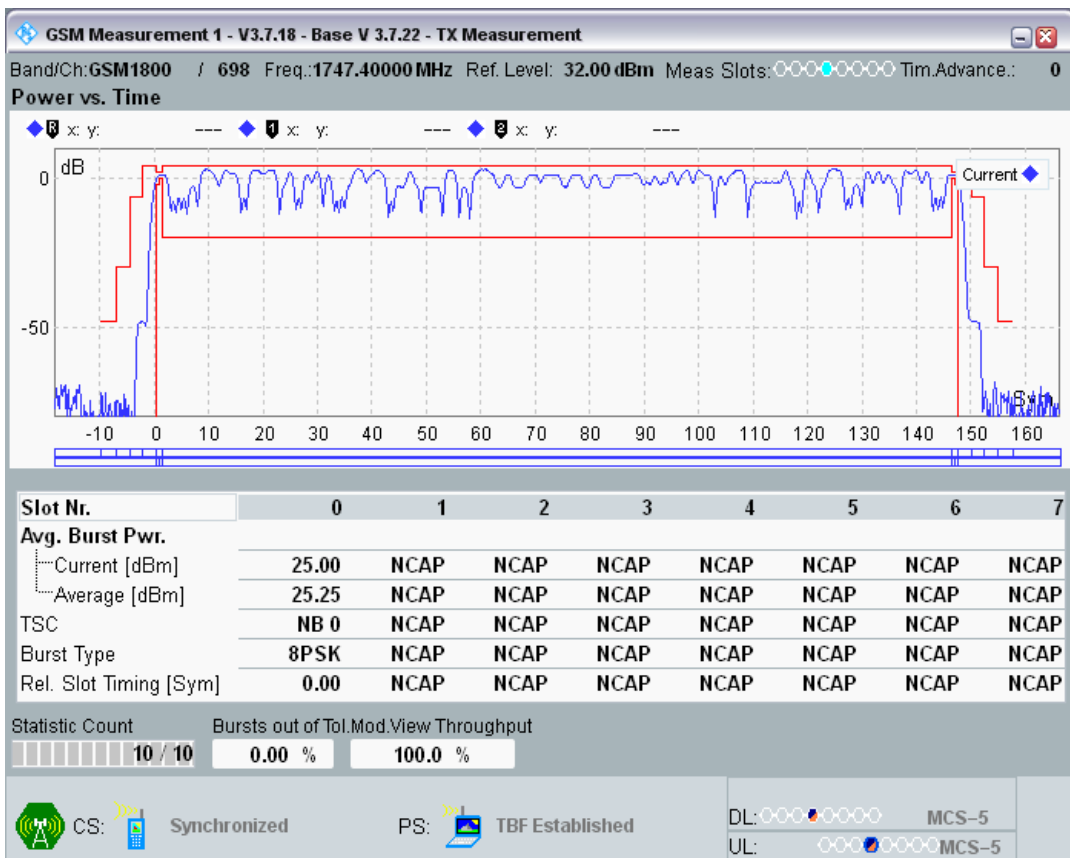 GSM Measurement 1 - V3.7.18 - Base V 3.7.22 - TX Measurement
Band/Ch:GSM1800 / 698 Freq.:1747.40000 MHz Ref. Level: 32.00 dBm Meas Slots: Tim.Advance.: 0
Power vs. Time
R x: y: --- 1 x: y: --- 2 x: y: ---
dB
Current
0
-50
Sym
-10 0 10 20 30 40 50 60 70 80 90 100 110 120 130 140 150 160
Slot Nr. 0 1 2 3 4 5 6 7
Avg. Burst Pwr.
Current [dBm] 25.00 NCAP NCAP NCAP NCAP NCAP NCAP NCAP
Average [dBm] 25.25 NCAP NCAP NCAP NCAP NCAP NCAP NCAP
TSC NB 0 NCAP NCAP NCAP NCAP NCAP NCAP NCAP
Burst Type 8PSK NCAP NCAP NCAP NCAP NCAP NCAP NCAP
Rel. Slot Timing [Sym] 0.00 NCAP NCAP NCAP NCAP NCAP NCAP NCAP
Statistic Count Bursts out of Tol. Mod.View Throughput
10 / 10 0.00 % 100.0 %
CS: Synchronized PS: TBF Established DL: MCS-5
UL: MCS-5